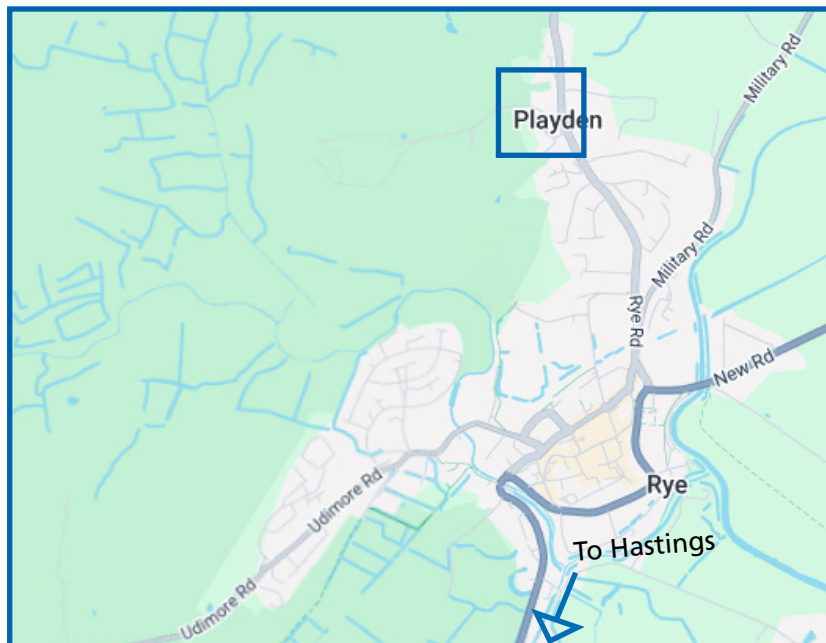 Military Rd
Playden
Military Rd
Rye Rd
New Rd
Udimore Rd
Rye
To Hastings
Udimore Rd